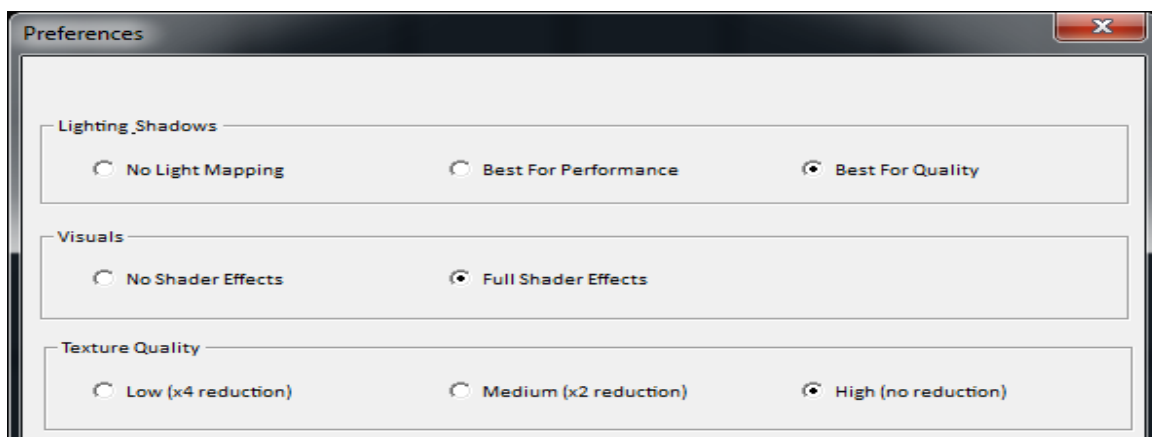 Preferences
Lighting Shadows
No Light Mapping Best For Performance Best For Quality
Visuals
No Shader Effects Full Shader Effects
Texture Quality
Low (x4 reduction) Medium (x2 reduction) High (no reduction)